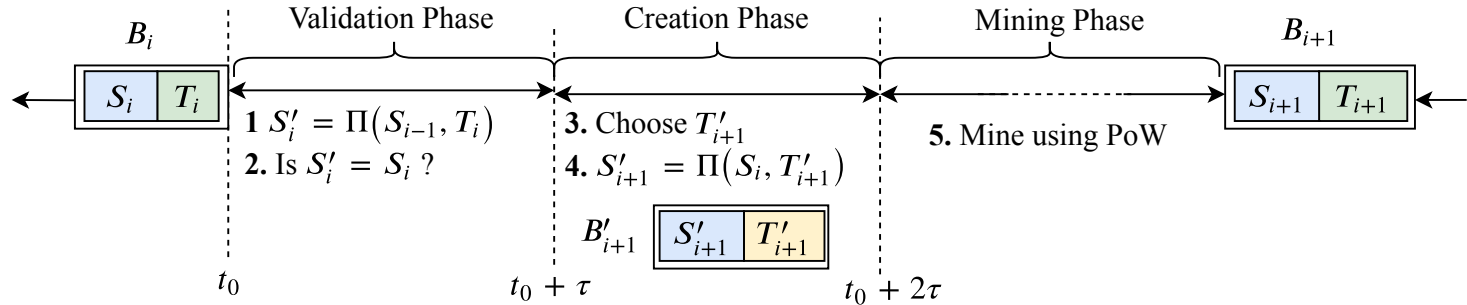 Validation Phase
Creation Phase
Mining Phase
B_i
B_{i+1}
S_i T_i
S_{i+1} T_{i+1}
1 S'_i = Π(S_{i−1}, T_i)
2. Is S'_i = S_i ?
3. Choose T'_{i+1}
4. S'_{i+1} = Π(S_i, T'_{i+1})
5. Mine using PoW
B'_{i+1}
S'_{i+1} T'_{i+1}
t_0
t_0 + τ
t_0 + 2τ